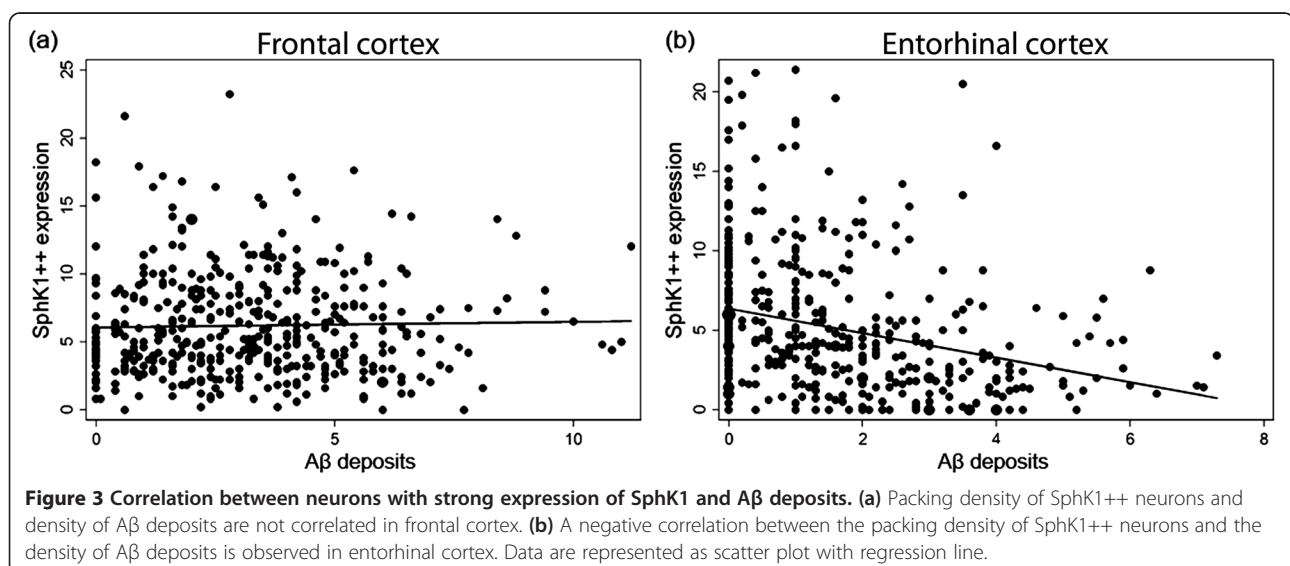 (a) Frontal cortex
25
20
15
10
5
0
SphK1++ expression
0 5 10
Aβ deposits
(b) Entorhinal cortex
20
15
10
5
0
SphK1++ expression
0 2 4 6 8
Aβ deposits
Figure 3 Correlation between neurons with strong expression of SphK1 and Aβ deposits. (a) Packing density of SphK1++ neurons and
density of Aβ deposits are not correlated in frontal cortex. (b) A negative correlation between the packing density of SphK1++ neurons and the
density of Aβ deposits is observed in entorhinal cortex. Data are represented as scatter plot with regression line.